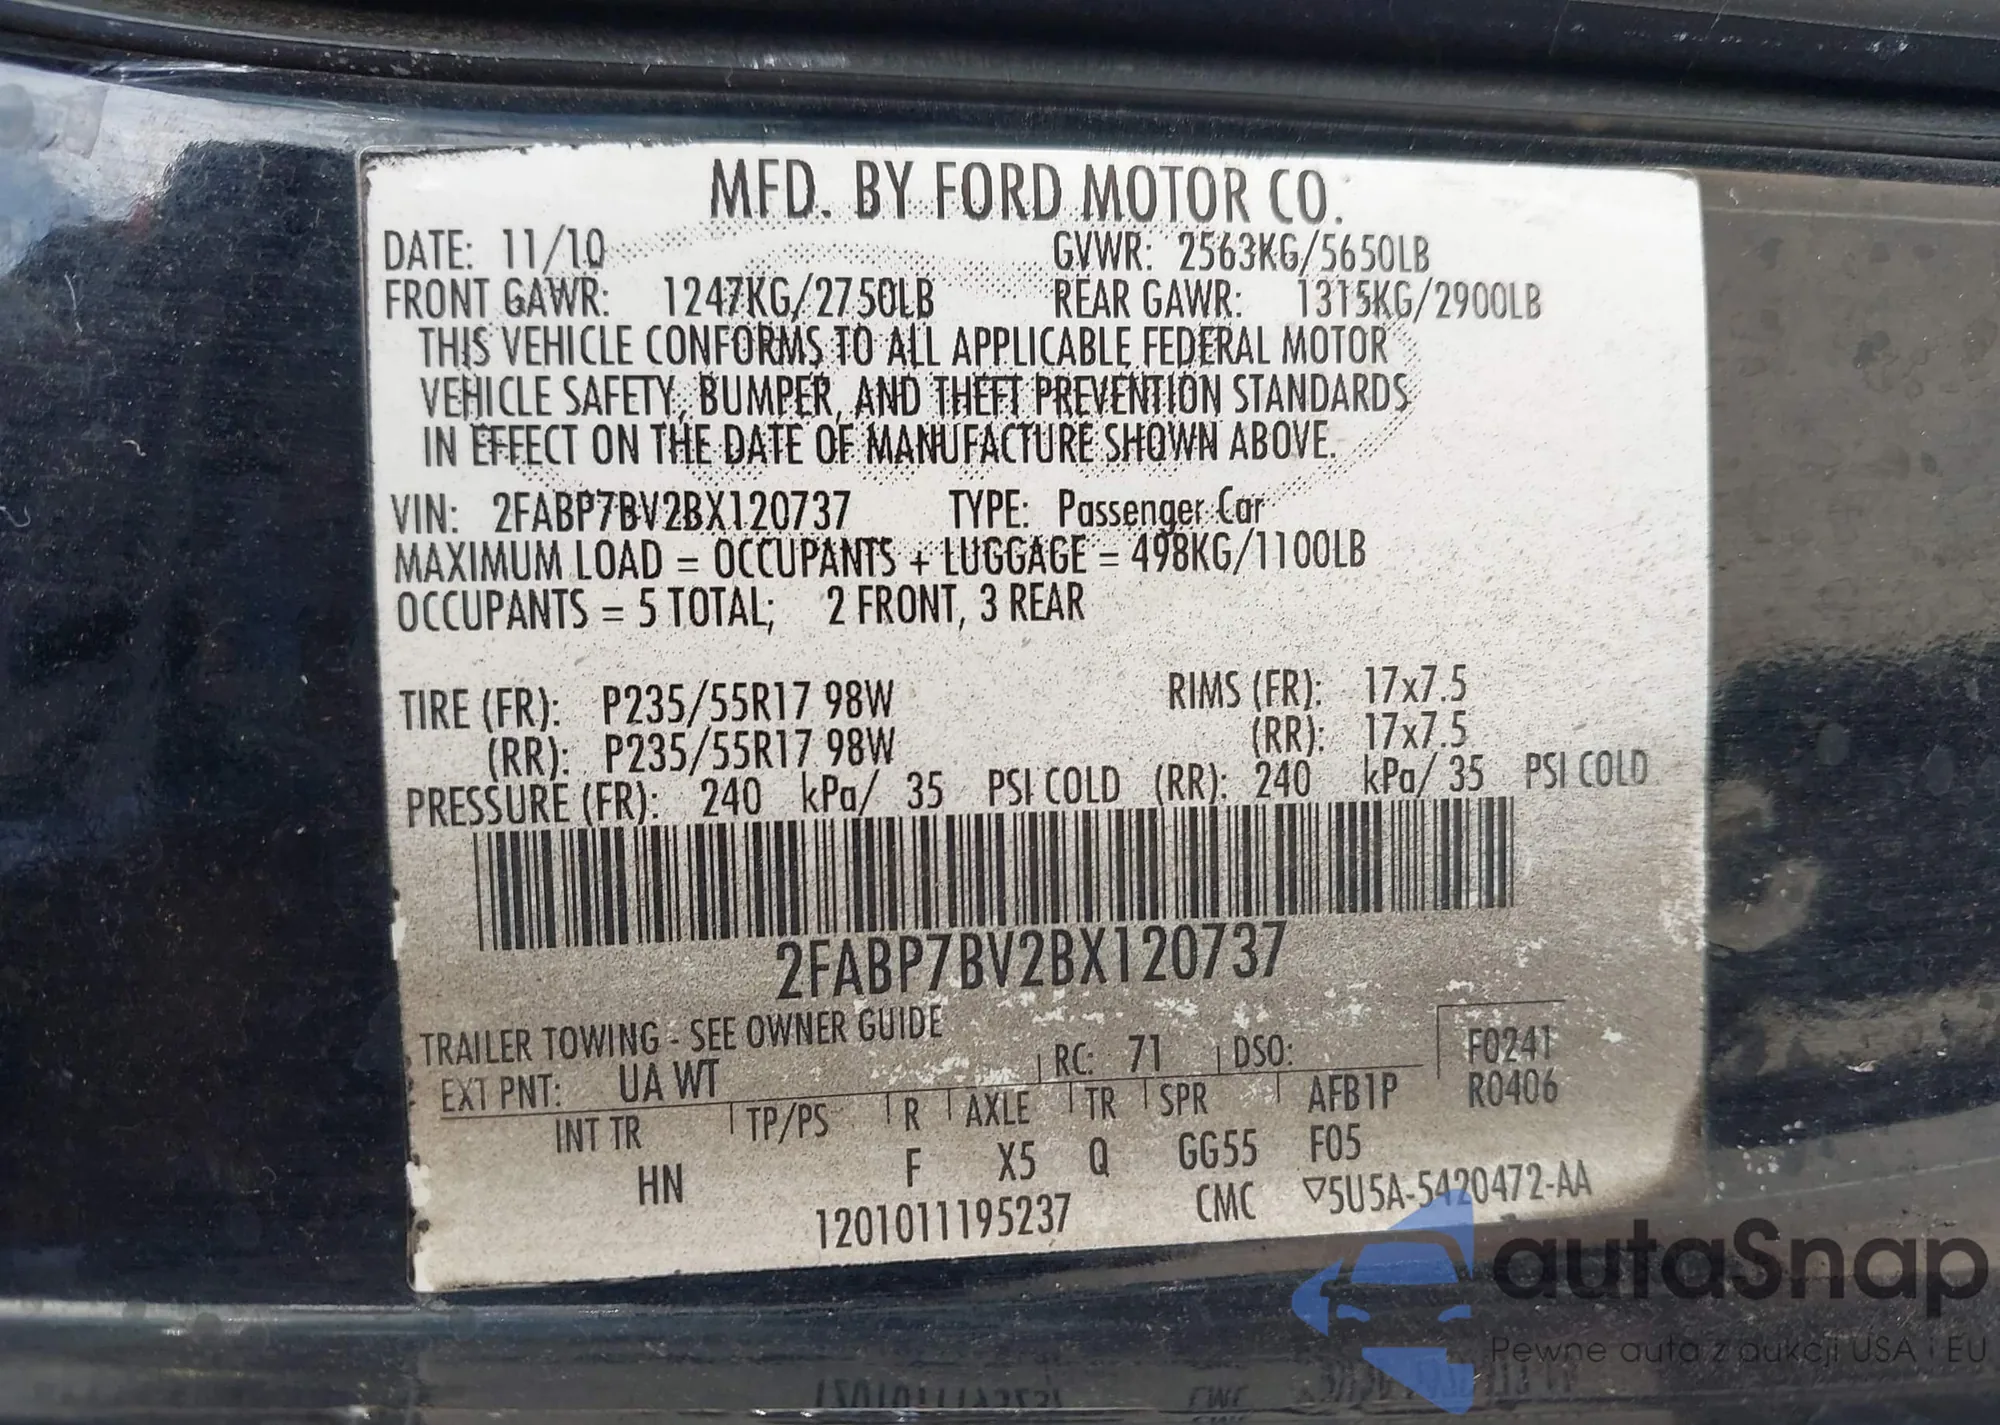 MFD. BY FORD MOTOR CO.
DATE: 11/10 GVWR: 2563KG/5650LB
FRONT GAWR: 1247KG/2750LB REAR GAWR: 1315KG/2900LB
THIS VEHICLE CONFORMS TO ALL APPLICABLE FEDERAL MOTOR
VEHICLE SAFETY, BUMPER, AND THEFT PREVENTION STANDARDS
IN EFFECT ON THE DATE OF MANUFACTURE SHOWN ABOVE.
VIN: 2FABP7BV2BX120737 TYPE: Passenger Car
MAXIMUM LOAD = OCCUPANTS + LUGGAGE = 498KG/1100LB
OCCUPANTS = 5 TOTAL; 2 FRONT, 3 REAR
TIRE (FR): P235/55R17 98W RIMS (FR): 17x7.5
(RR): P235/55R17 98W (RR): 17x7.5
PRESSURE (FR): 240 kPa/ 35 PSI COLD (RR): 240 kPa/ 35 PSI COLD
2FABP7BV2BX120737
TRAILER TOWING - SEE OWNER GUIDE
EXT PNT: UA WT RC: 71 DSO: F0241
INT TR TP/PS R AXLE TR SPR AFB1P R0406
HN F X5 Q GG55 F05
1201011195237 CMC ▽5U5A-5420472-AA
autaSnap
Pewne auta z aukcji USA i EU